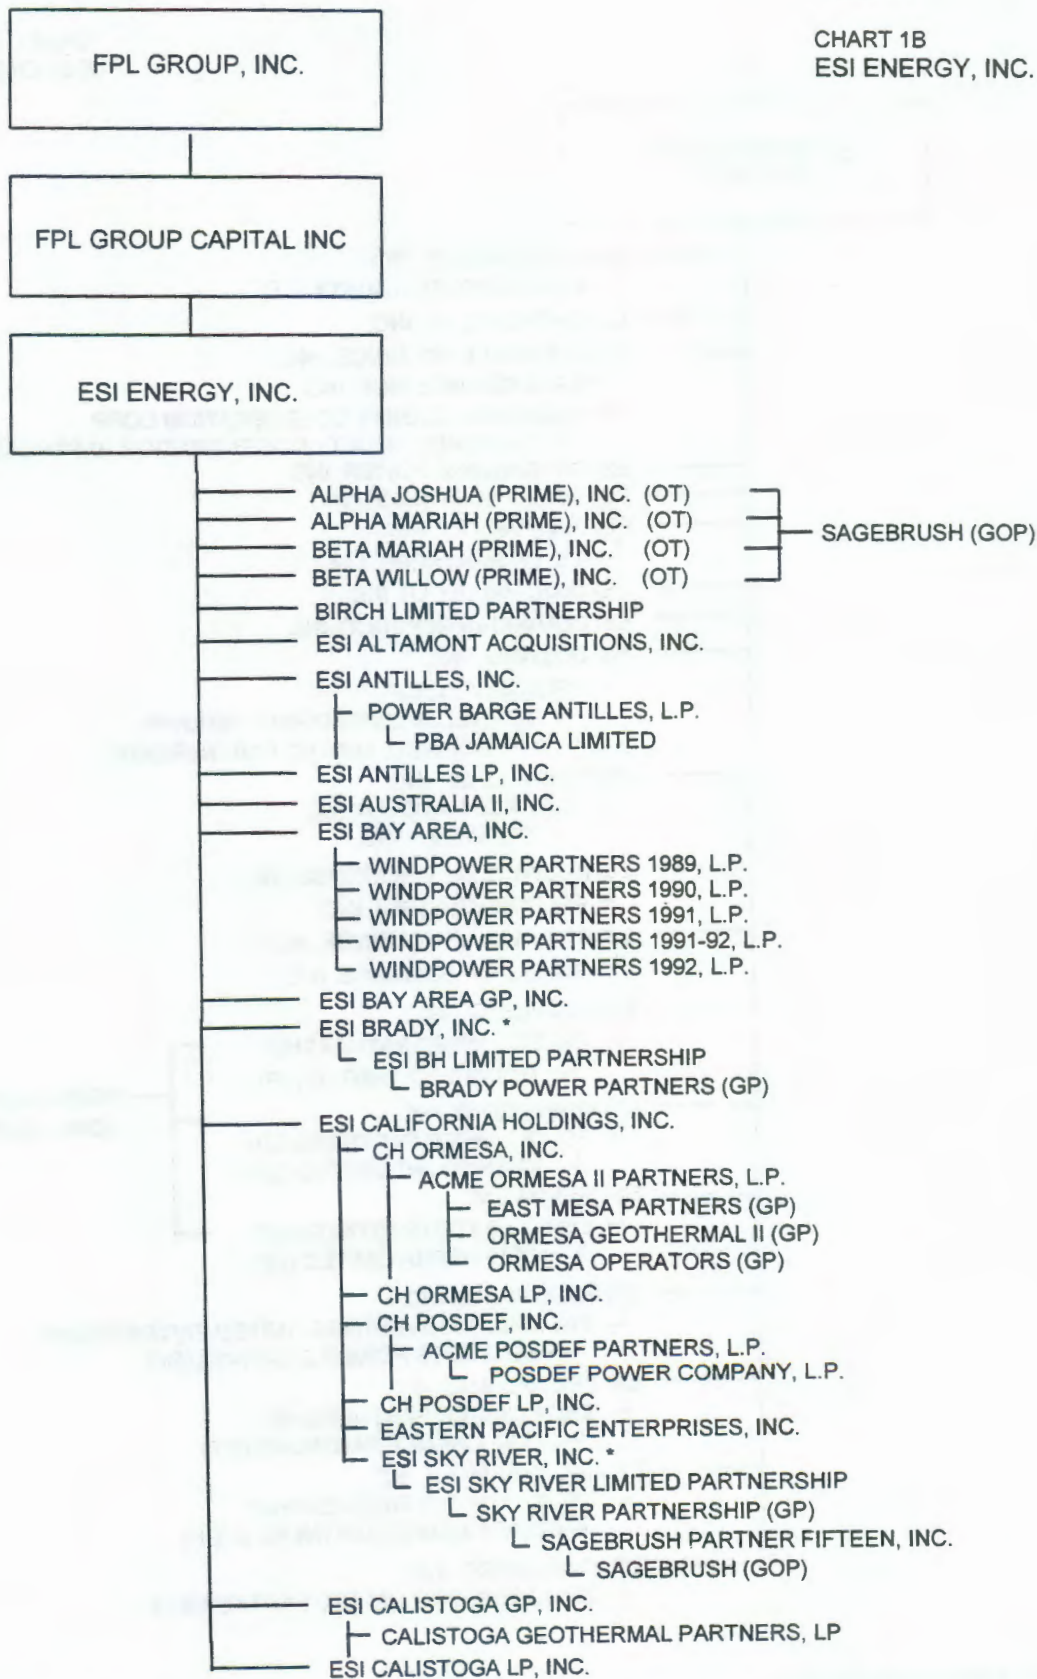 CHART 1B
ESI ENERGY, INC.
FPL GROUP, INC.
FPL GROUP CAPITAL INC
ESI ENERGY, INC.
ALPHA JOSHUA (PRIME), INC. (OT)
ALPHA MARIAH (PRIME), INC. (OT)
SAGEBRUSH (GOP)
BETA MARIAH (PRIME), INC. (OT)
BETA WILLOW (PRIME), INC. (OT)
BIRCH LIMITED PARTNERSHIP
ESI ALTAMONT ACQUISITIONS, INC.
ESI ANTILLES, INC.
POWER BARGE ANTILLES, L.P.
PBA JAMAICA LIMITED
ESI ANTILLES LP, INC.
ESI AUSTRALIA II, INC.
ESI BAY AREA, INC.
WINDPOWER PARTNERS 1989, L.P.
WINDPOWER PARTNERS 1990, L.P.
WINDPOWER PARTNERS 1991, L.P.
WINDPOWER PARTNERS 1991-92, L.P.
WINDPOWER PARTNERS 1992, L.P.
ESI BAY AREA GP, INC.
ESI BRADY, INC. *
ESI BH LIMITED PARTNERSHIP
BRADY POWER PARTNERS (GP)
ESI CALIFORNIA HOLDINGS, INC.
CH ORMESA, INC.
ACME ORMESA II PARTNERS, L.P.
EAST MESA PARTNERS (GP)
ORMESA GEOTHERMAL II (GP)
ORMESA OPERATORS (GP)
CH ORMESA LP, INC.
CH POSDEF, INC.
ACME POSDEF PARTNERS, L.P.
POSDEF POWER COMPANY, L.P.
CH POSDEF LP, INC.
EASTERN PACIFIC ENTERPRISES, INC.
ESI SKY RIVER, INC. *
ESI SKY RIVER LIMITED PARTNERSHIP
SKY RIVER PARTNERSHIP (GP)
SAGEBRUSH PARTNER FIFTEEN, INC.
SAGEBRUSH (GOP)
ESI CALISTOGA GP, INC.
CALISTOGA GEOTHERMAL PARTNERS, LP
ESI CALISTOGA LP, INC.